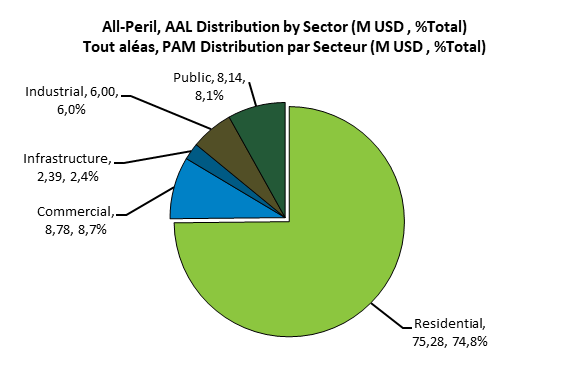 All-Peril, AAL Distribution by Sector (M USD , %Total)
Tout aléas, PAM Distribution par Secteur (M USD , %Total)
Public, 8,14,
8,1%
Industrial, 6,00,
6,0%
Infrastructure,
2,39, 2,4%
Commercial,
8,78, 8,7%
Residential,
75,28, 74,8%